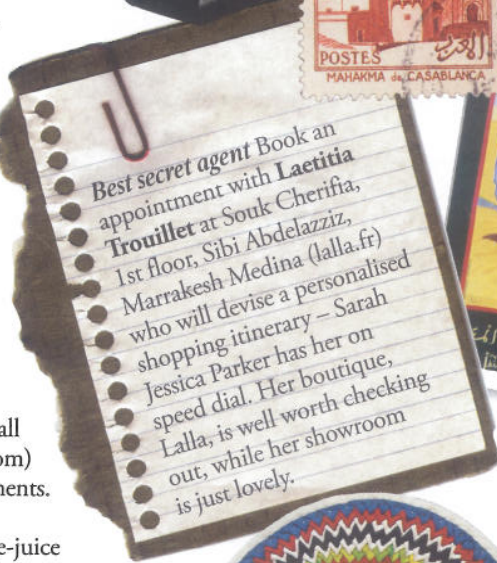 POSTES
MAHAKMA de CASABLANCA
Best secret agent Book an
appointment with Laetitia
Trouillet at Souk Cherifia,
1st floor, Sibi Abdelazziz,
Marrakesh Medina (lalla.fr)
who will devise a personalised
shopping itinerary – Sarah
Jessica Parker has her on
speed dial. Her boutique,
Lalla, is well worth checking
out, while her showroom
is just lovely.
all
om)
ments.
e-juice